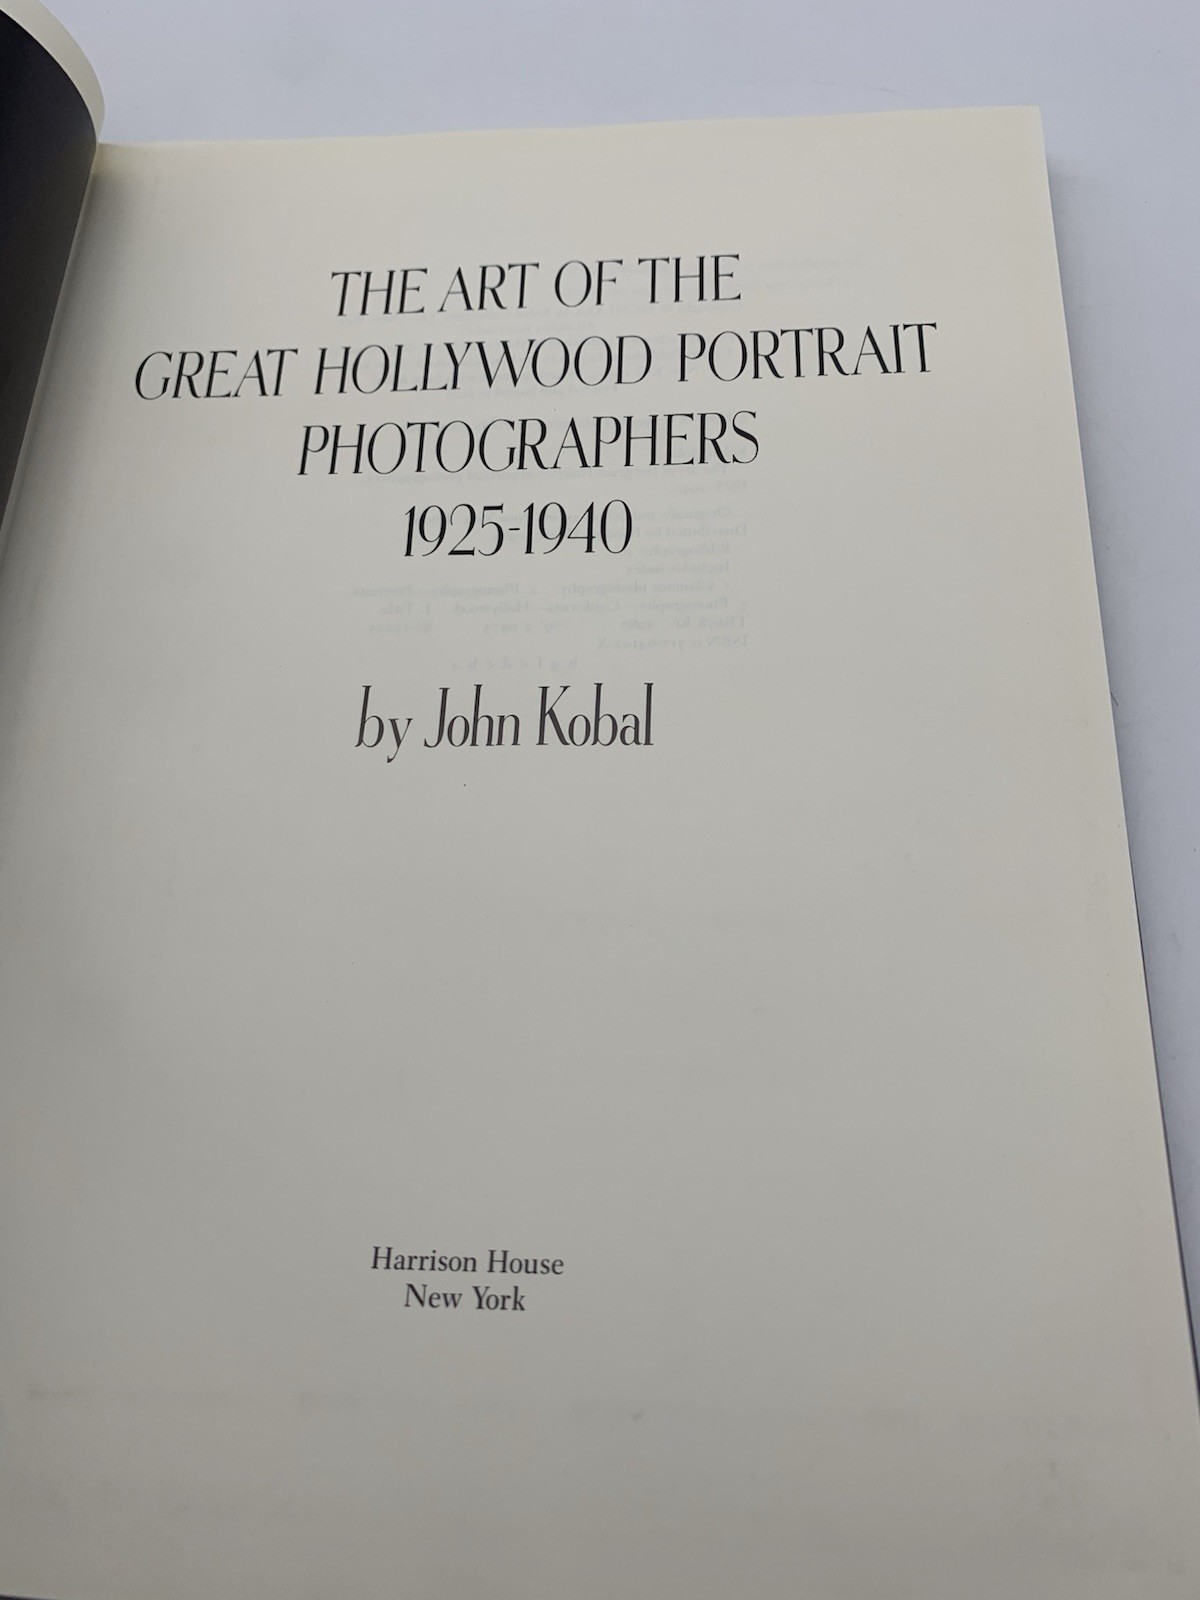 THE ART OF THE
GREAT HOLLYWOOD PORTRAIT
PHOTOGRAPHERS
1925-1940
by John Kobal
Harrison House
New York